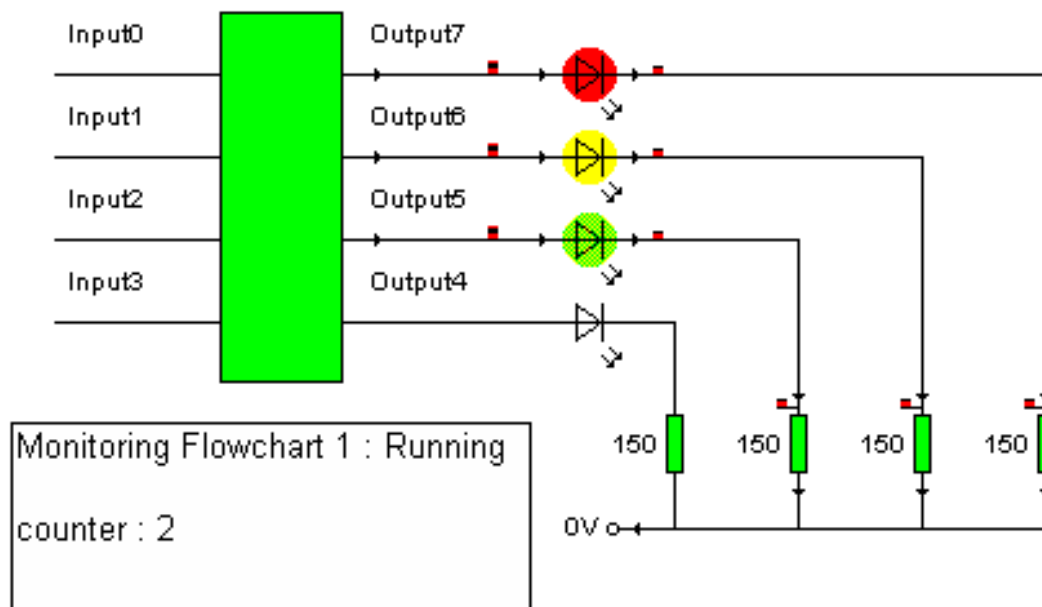 Input0
Output7
Input1
Output6
Input2
Output5
Input3
Output4
150
150
150
150
Monitoring Flowchart 1 : Running
counter : 2
0V